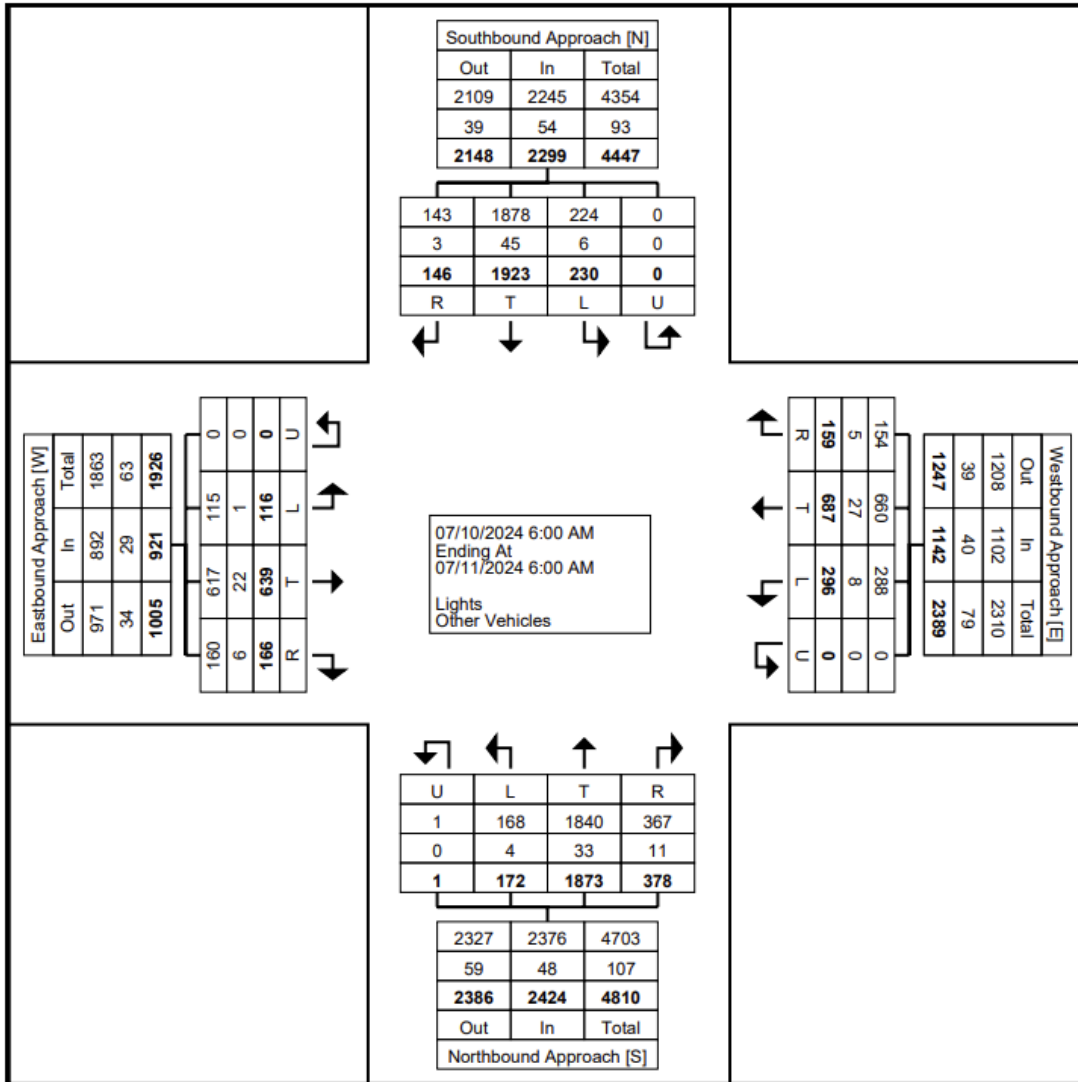 Southbound Approach [N]
Out In Total
2109 2245 4354
39 54 93
2148 2299 4447
143 1878 224 0
3 45 6 0
146 1923 230 0
R T L U
Eastbound Approach [W]
Total In Out
1863 892 971
63 29 34
1926 921 1005
0 115 617 160
0 1 22 6
0 116 639 166
U L T R
07/10/2024 6:00 AM
Ending At
07/11/2024 6:00 AM
Lights
Other Vehicles
R T L U
159 687 296 0
5 27 8 0
154 660 288 0
Westbound Approach [E]
Out In Total
1208 1102 2310
39 40 79
1247 1142 2389
U L T R
1 168 1840 367
0 4 33 11
1 172 1873 378
2327 2376 4703
59 48 107
2386 2424 4810
Out In Total
Northbound Approach [S]